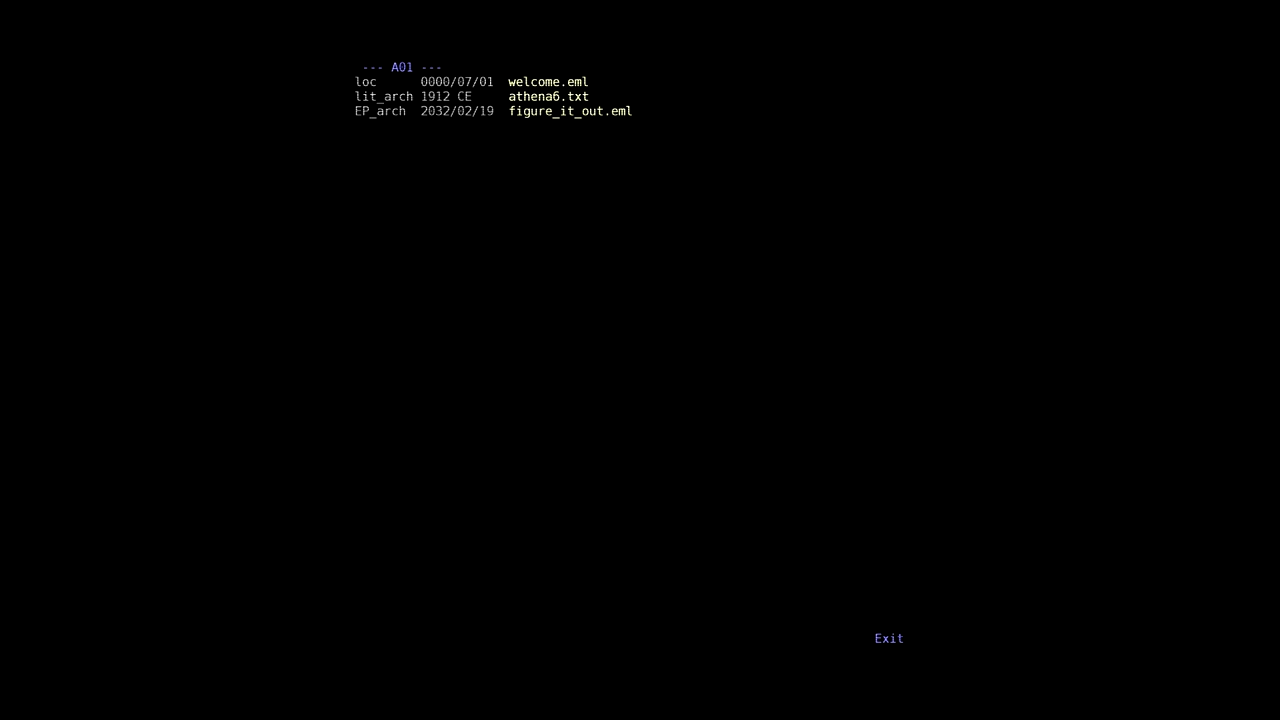 --- A01 ---
loc 0000/07/01 welcome.eml
lit_arch 1912 CE athena6.txt
EP_arch 2032/02/19 figure_it_out.eml
Exit